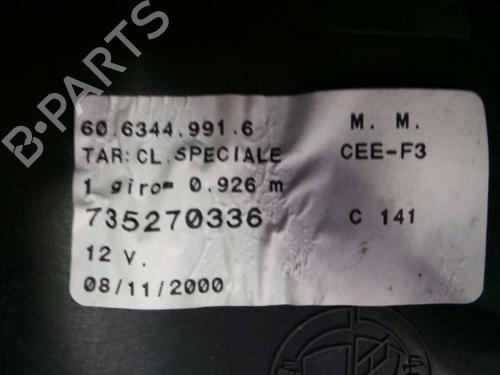 B-PARTS
60.6344.991.6 M. M.
TAR: CL. SPECIALE CEE-F3
1 giro= 0.926 m
735270336 C 141
12 V.
08/11/2000